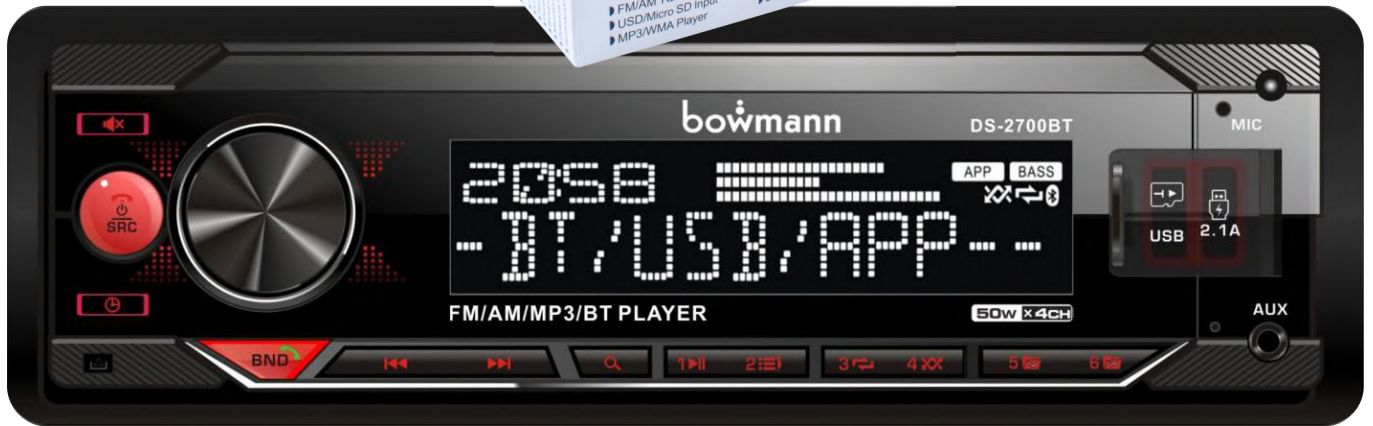 USD/Micro SD Input
MP3/WMA Player
bowmann
DS-2700BT
MIC
2058
APP BASS
SRC
-BT/USB/APP--
USB 2.1A
FM/AM/MP3/BT PLAYER
50W x 4CH
AUX
BND
1 2 3 4 5 6